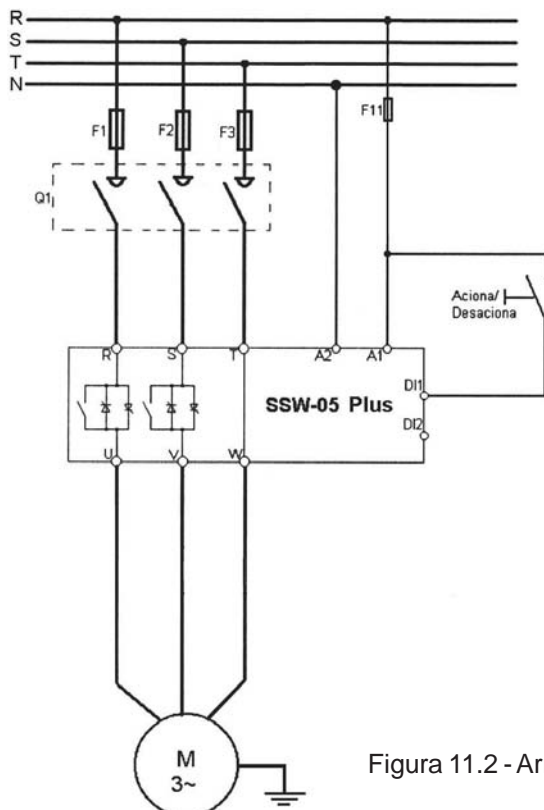 R
S
T
N
F1
F2
F3
F11
Q1
Aciona/
Desaciona
R
S
T
A2
A1
SSW-05 Plus
DI1
DI2
U
V
W
M
3~
Figura 11.2 - Ar